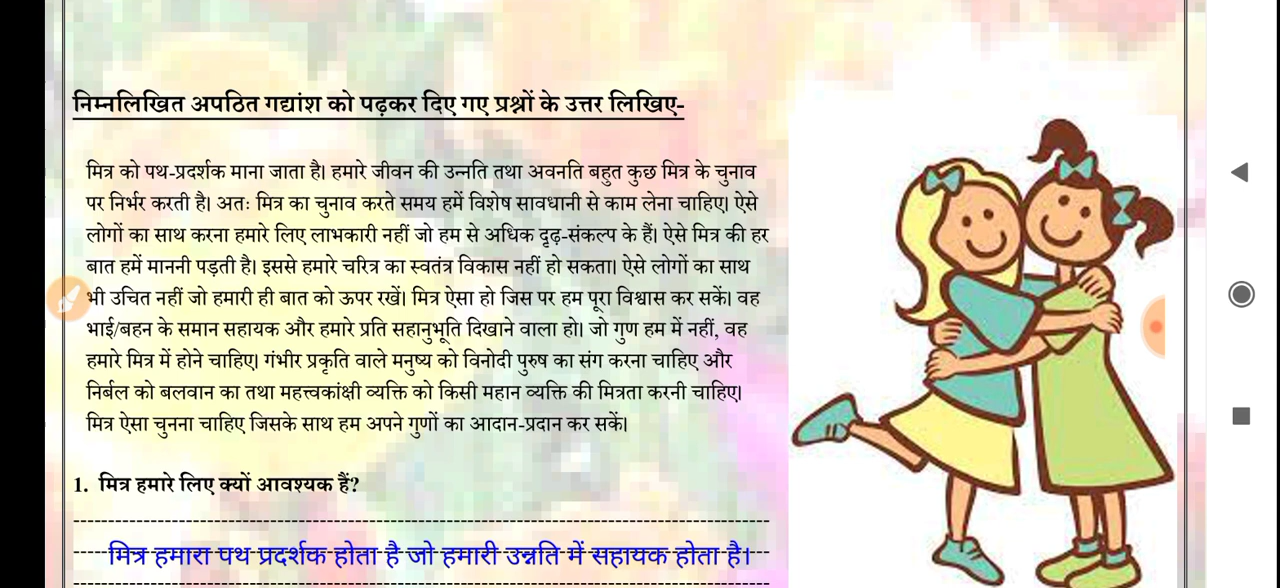 निम्नलिखित अपठित गद्यांश को पढ़कर दिए गए प्रश्नों के उत्तर लिखिए-
मित्र को पथ-प्रदर्शक माना जाता है। हमारे जीवन की उन्नति तथा अवनति बहुत कुछ मित्र के चुनाव
पर निर्भर करती है। अतः मित्र का चुनाव करते समय हमें विशेष सावधानी से काम लेना चाहिए। ऐसे
लोगों का साथ करना हमारे लिए लाभकारी नहीं जो हम से अधिक दृढ़-संकल्प के हैं। ऐसे मित्र की हर
बात हमें माननी पड़ती है। इससे हमारे चरित्र का स्वतंत्र विकास नहीं हो सकता। ऐसे लोगों का साथ
भी उचित नहीं जो हमारी ही बात को ऊपर रखें। मित्र ऐसा हो जिस पर हम पूरा विश्वास कर सकें। वह
भाई/बहन के समान सहायक और हमारे प्रति सहानुभूति दिखाने वाला हो। जो गुण हम में नहीं, वह
हमारे मित्र में होने चाहिए। गंभीर प्रकृति वाले मनुष्य को विनोदी पुरुष का संग करना चाहिए और
निर्बल को बलवान का तथा महत्त्वकांक्षी व्यक्ति को किसी महान व्यक्ति की मित्रता करनी चाहिए।
मित्र ऐसा चुनना चाहिए जिसके साथ हम अपने गुणों का आदान-प्रदान कर सकें।
1. मित्र हमारे लिए क्यों आवश्यक हैं?
मित्र हमारा पथ प्रदर्शक होता है जो हमारी उन्नति में सहायक होता है।